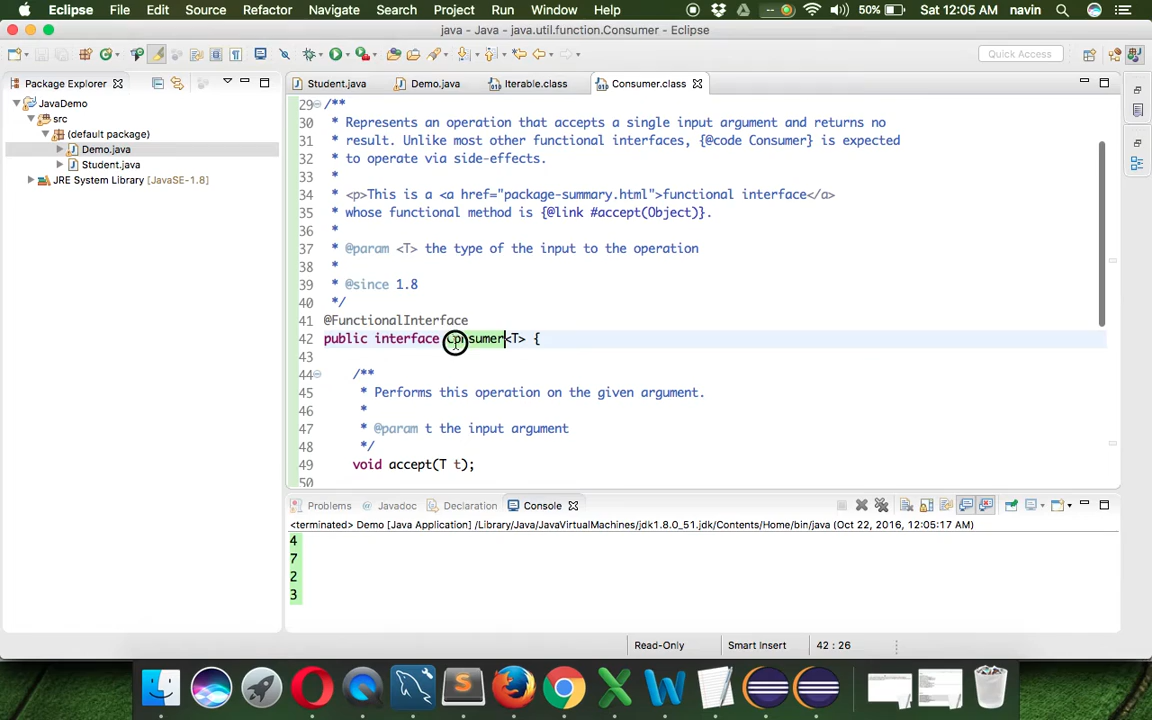 Eclipse File Edit Source Refactor Navigate Search Project Run Window Help 50% Sat 12:05 AM navin
java - Java - java.util.function.Consumer - Eclipse
Quick Access
Package Explorer
Student.java Demo.java Iterable.class Consumer.class
JavaDemo
src
(default package)
Demo.java
Student.java
JRE System Library [JavaSE-1.8]
29 /**
30 * Represents an operation that accepts a single input argument and returns no
31 * result. Unlike most other functional interfaces, {@code Consumer} is expected
32 * to operate via side-effects.
33 *
34 * <p>This is a <a href="package-summary.html">functional interface</a>
35 * whose functional method is {@link #accept(Object)}.
36 *
37 * @param <T> the type of the input to the operation
38 *
39 * @since 1.8
40 */
41 @FunctionalInterface
42 public interface Consumer<T> {
43
44 /**
45 * Performs this operation on the given argument.
46 *
47 * @param t the input argument
48 */
49 void accept(T t);
50
Problems Javadoc Declaration Console
<terminated> Demo [Java Application] /Library/Java/JavaVirtualMachines/jdk1.8.0_51.jdk/Contents/Home/bin/java (Oct 22, 2016, 12:05:17 AM)
4
7
2
3
Read-Only Smart Insert 42 : 26